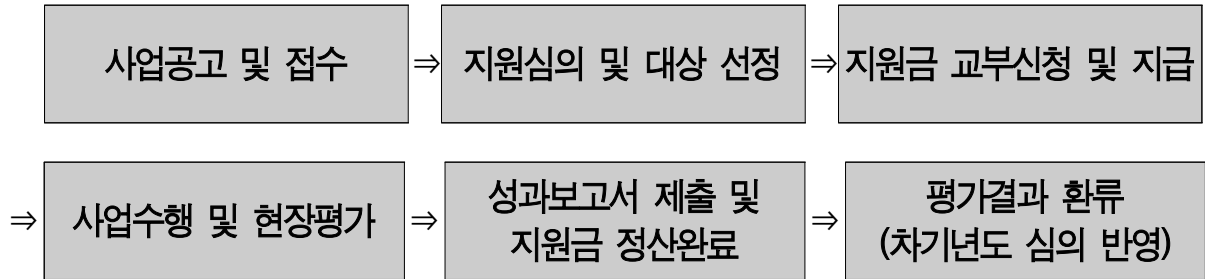 사업공고 및 접수 ⇒ 지원심의 및 대상 선정 ⇒ 지원금 교부신청 및 지급
⇒ 사업수행 및 현장평가 ⇒ 성과보고서 제출 및
지원금 정산완료 ⇒ 평가결과 환류
(차기년도 심의 반영)